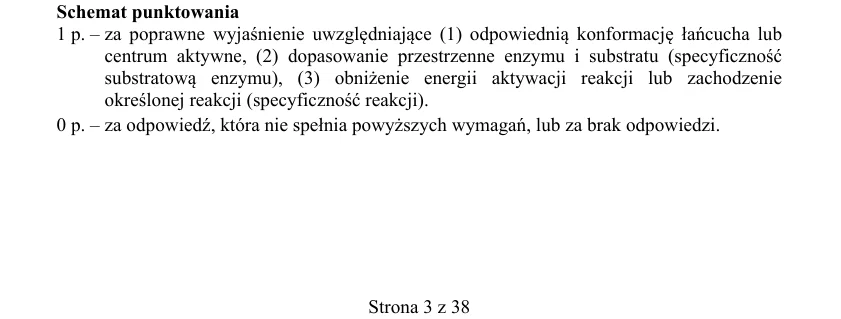 Schemat punktowania
1 p. – za poprawne wyjaśnienie uwzględniające (1) odpowiednią konformację łańcucha lub
centrum aktywne, (2) dopasowanie przestrzenne enzymu i substratu (specyficzność
substratową enzymu), (3) obniżenie energii aktywacji reakcji lub zachodzenie
określonej reakcji (specyficzność reakcji).
0 p. – za odpowiedź, która nie spełnia powyższych wymagań, lub za brak odpowiedzi.
Strona 3 z 38